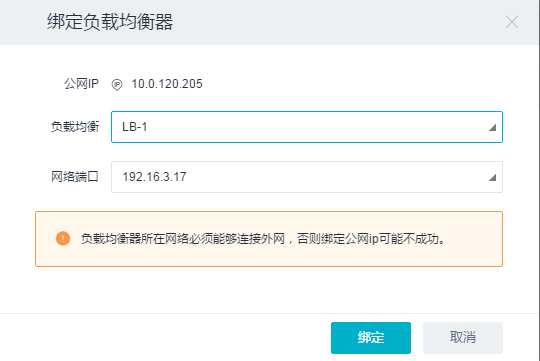 绑定负载均衡器
公网IP 10.0.120.205
负载均衡 LB-1
网络端口 192.16.3.17
负载均衡器所在网络必须能够连接外网，否则绑定公网ip可能不成功。
绑定 取消